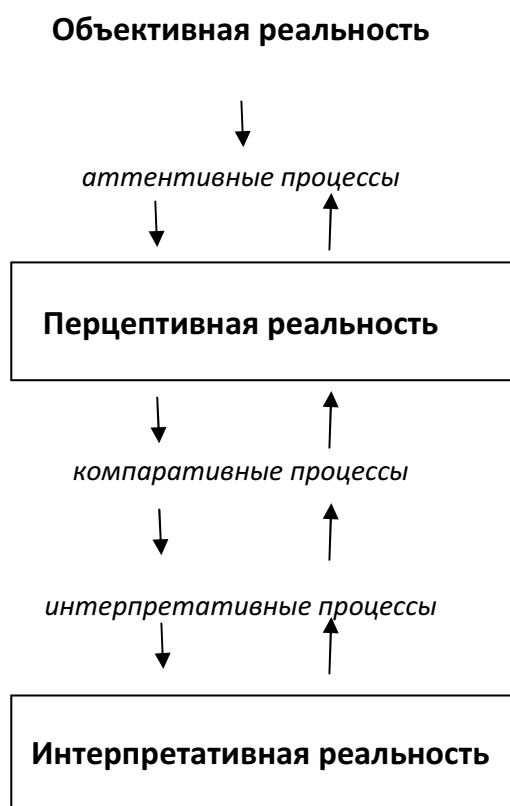 Объективная реальность
аттентивные процессы
Перцептивная реальность
компаративные процессы
интерпретативные процессы
Интерпретативная реальность